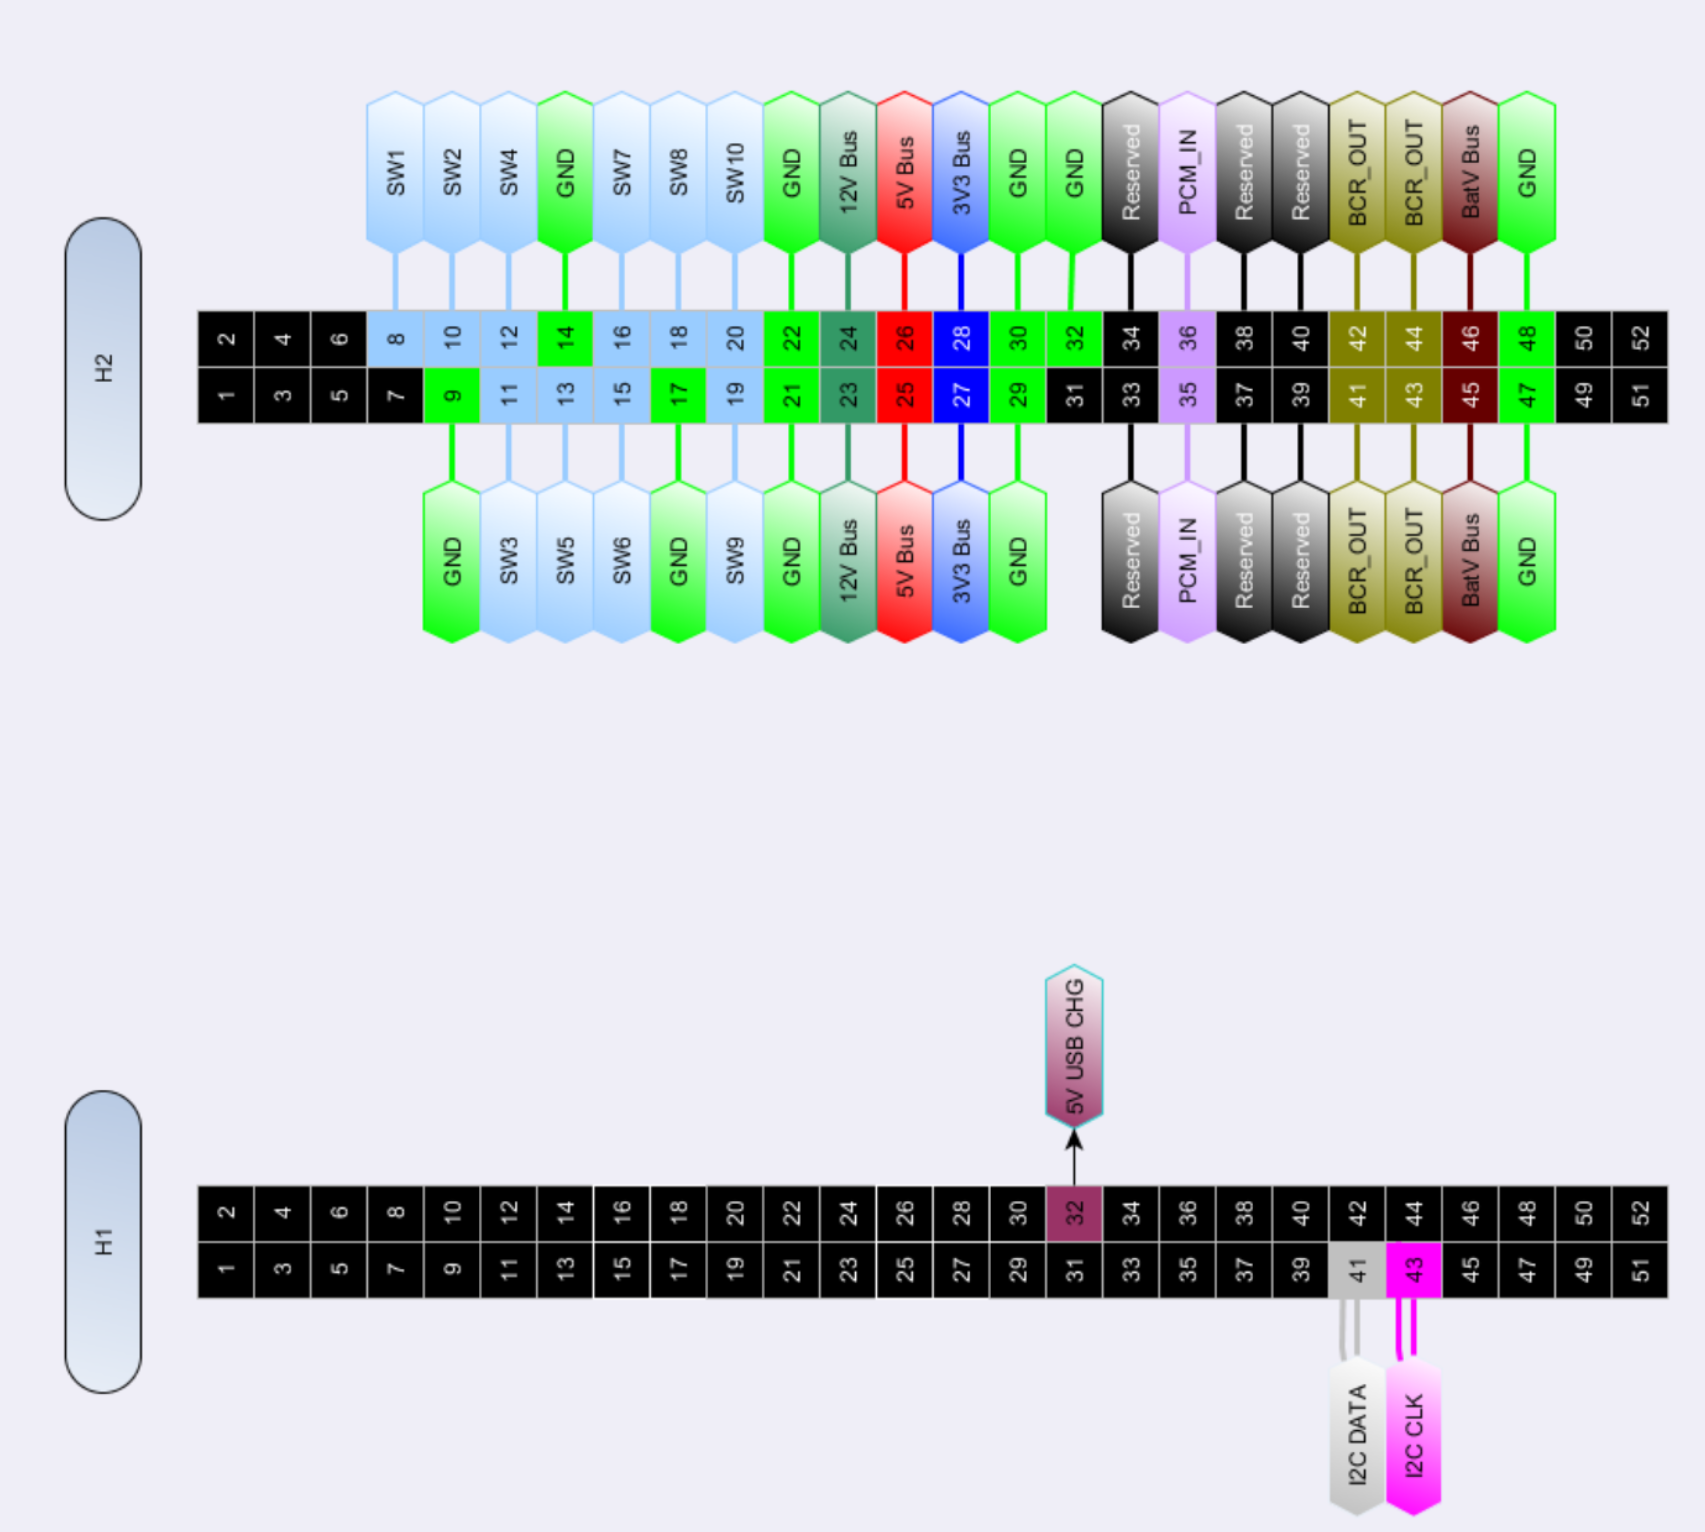 H2
SW1 SW2 SW4 GND SW7 SW8 SW10 GND 12V Bus 5V Bus 3V3 Bus GND GND Reserved PCM_IN Reserved Reserved BCR_OUT BCR_OUT BatV Bus GND
2 4 6 8 10 12 14 16 18 20 22 24 26 28 30 32 34 36 38 40 42 44 46 48 50 52
1 3 5 7 9 11 13 15 17 19 21 23 25 27 29 31 33 35 37 39 41 43 45 47 49 51
GND SW3 SW5 SW6 GND SW9 GND 12V Bus 5V Bus 3V3 Bus GND Reserved PCM_IN Reserved Reserved BCR_OUT BCR_OUT BatV Bus GND
H1
5V USB CHG
2 4 6 8 10 12 14 16 18 20 22 24 26 28 30 32 34 36 38 40 42 44 46 48 50 52
1 3 5 7 9 11 13 15 17 19 21 23 25 27 29 31 33 35 37 39 41 43 45 47 49 51
I2C DATA I2C CLK